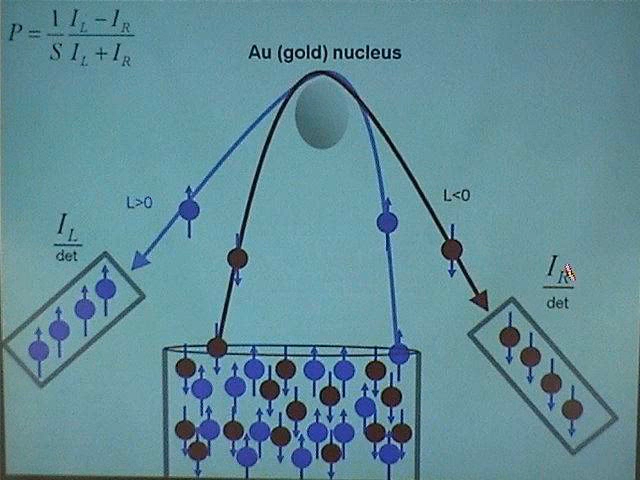 P = 1/S (I_L − I_R)/(I_L + I_R)
Au (gold) nucleus
L>0
L<0
I_L
det
I_R
det